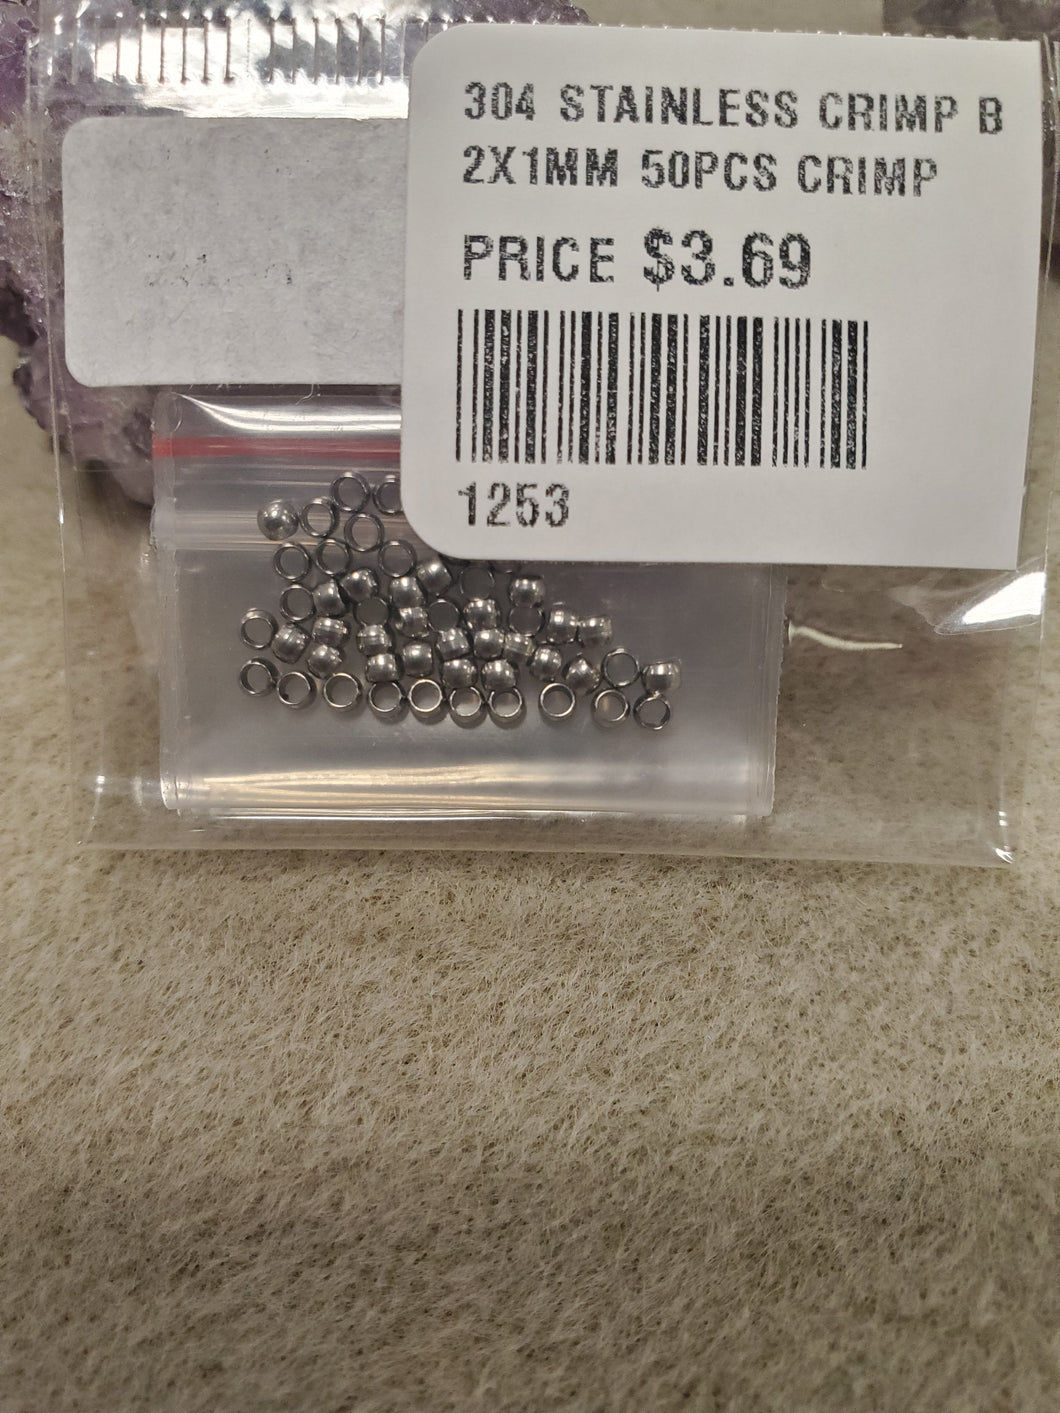 304 STAINLESS CRIMP B
2X1MM 50PCS CRIMP
PRICE $3.69
1253